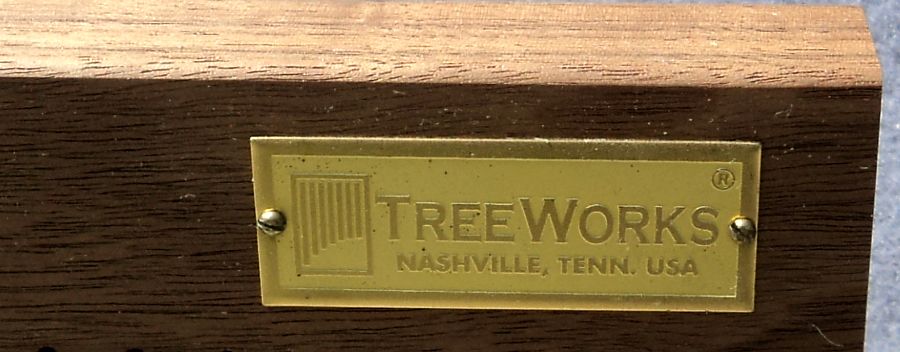 ®
TREEWORKS
NASHVILLE, TENN. USA